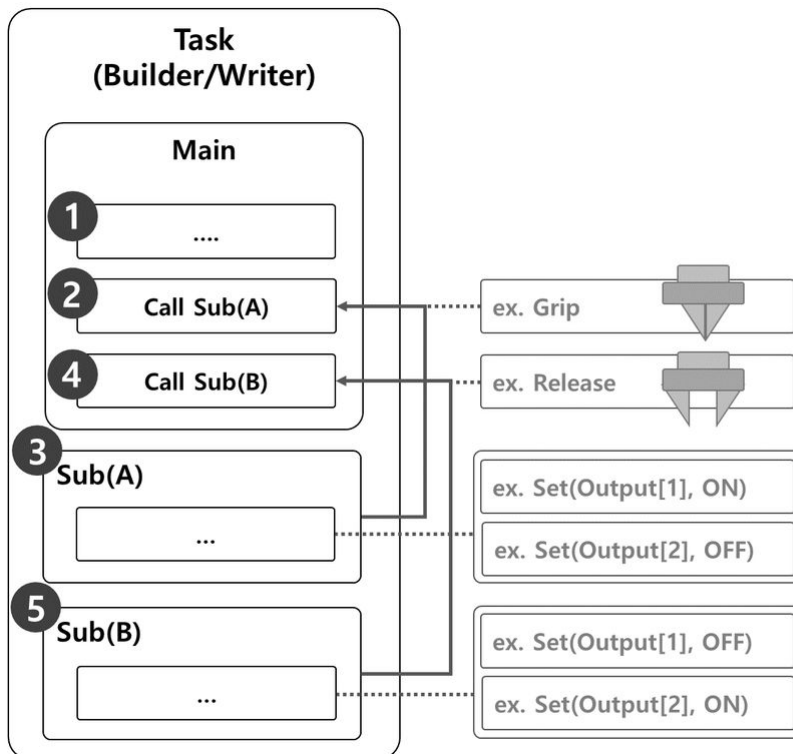 Task
(Builder/Writer)
Main
1
....
2
Call Sub(A)
ex. Grip
4
Call Sub(B)
ex. Release
3
Sub(A)
...
ex. Set(Output[1], ON)
ex. Set(Output[2], OFF)
5
Sub(B)
...
ex. Set(Output[1], OFF)
ex. Set(Output[2], ON)